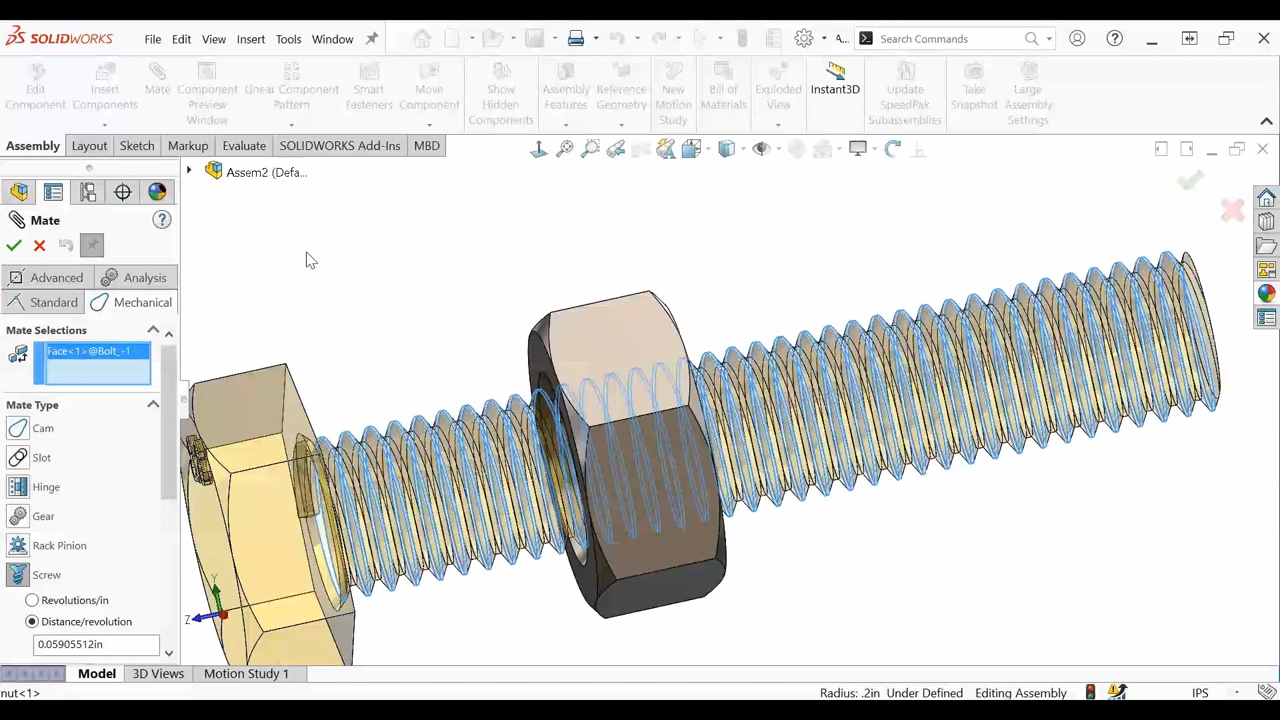 SOLIDWORKS File Edit View Insert Tools Window A... Search Commands
Edit Component
Insert Components
Mate
Component Preview Window
Linear Component Pattern
Smart Fasteners
Move Component
Show Hidden Components
Assembly Features
Reference Geometry
New Motion Study
Bill of Materials
Exploded View
Instant3D
Update SpeedPak Subassemblies
Take Snapshot
Large Assembly Settings
Assembly Layout Sketch Markup Evaluate SOLIDWORKS Add-Ins MBD
Assem2 (Defa...
Mate
Advanced Analysis
Standard Mechanical
Mate Selections
Face<1>@Bolt_-1
Mate Type
Cam
Slot
Hinge
Gear
Rack Pinion
Screw
Revolutions/in
Distance/revolution
0.05905512in
Y
Z
Model 3D Views Motion Study 1
nut<1> Radius: .2in Under Defined Editing Assembly IPS